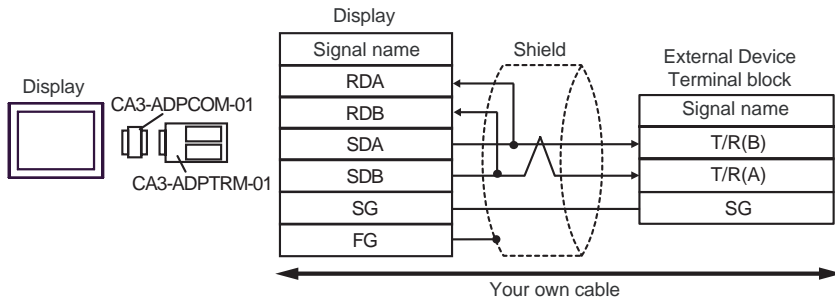 Display
CA3-ADPCOM-01
CA3-ADPTRM-01
Display
Signal name
RDA
RDB
SDA
SDB
SG
FG
Shield
External Device
Terminal block
Signal name
T/R(B)
T/R(A)
SG
Your own cable